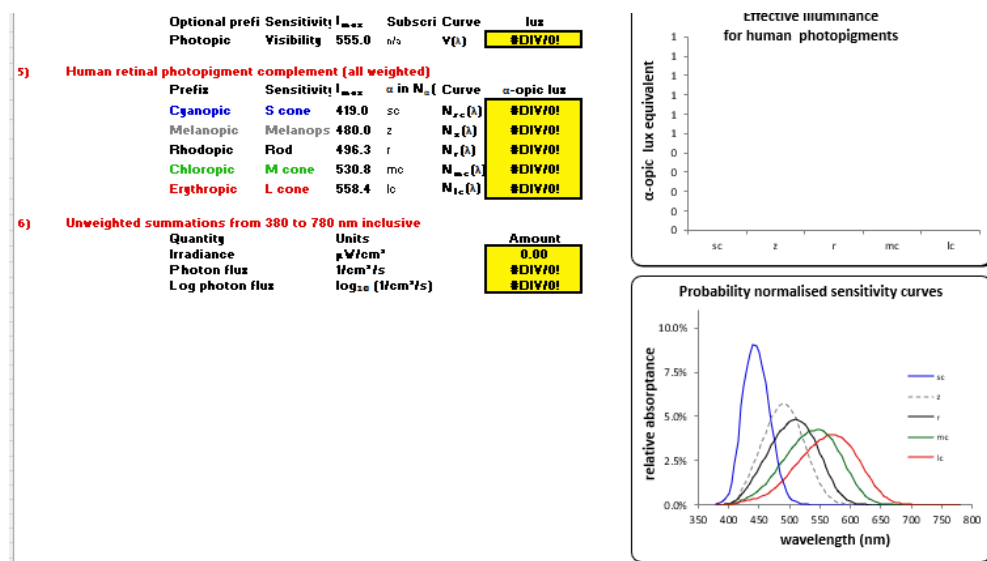 Optional prefi Sensitivity lmax Subscri Curve lux
Photopic Visibility 555.0 n/a V(λ) #DIV/0!
5) Human retinal photopigment complement (all weighted)
Prefix Sensitivity lmax α in Nα( Curve α-opic lux
Cyanopic S cone 419.0 sc Nsc(λ) #DIV/0!
Melanopic Melanops 480.0 z Nz(λ) #DIV/0!
Rhodopic Rod 496.3 r Nr(λ) #DIV/0!
Chloropic M cone 530.8 mc Nmc(λ) #DIV/0!
Erythropic L cone 558.4 lc Nlc(λ) #DIV/0!
6) Unweighted summations from 380 to 780 nm inclusive
Quantity Units Amount
Irradiance μW/cm² 0.00
Photon flux 1/cm²/s #DIV/0!
Log photon flux log₁₀ (1/cm²/s) #DIV/0!
Effective illuminance
for human photopigments
α-opic lux equivalent
1
1
1
1
1
1
0
0
0
0
0
sc z r mc lc
Probability normalised sensitivity curves
relative absorptance
10.0%
7.5%
5.0%
2.5%
0.0%
sc
z
r
mc
lc
350 400 450 500 550 600 650 700 750 800
wavelength (nm)